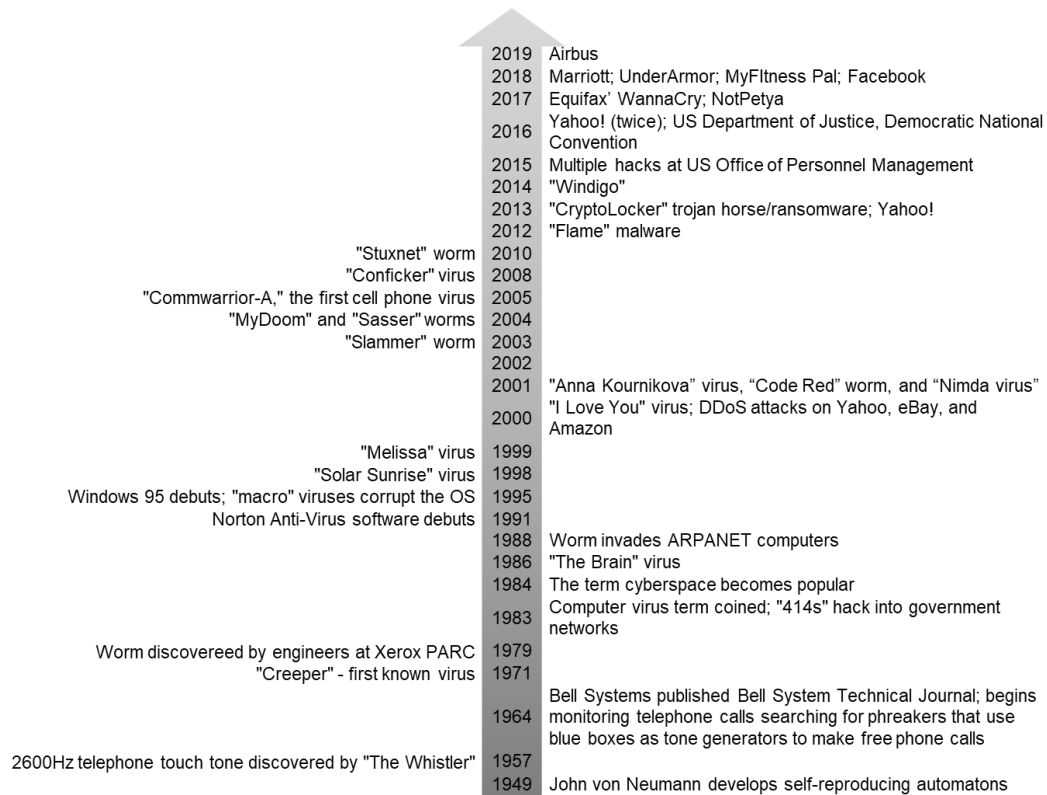 2019 Airbus
2018 Marriott; UnderArmor; MyFItness Pal; Facebook
2017 Equifax’ WannaCry; NotPetya
2016 Yahoo! (twice); US Department of Justice, Democratic National
Convention
2015 Multiple hacks at US Office of Personnel Management
2014 "Windigo"
2013 "CryptoLocker" trojan horse/ransomware; Yahoo!
2012 "Flame" malware
"Stuxnet" worm 2010
"Conficker" virus 2008
"Commwarrior-A," the first cell phone virus 2005
"MyDoom" and "Sasser" worms 2004
"Slammer" worm 2003
2002
2001 "Anna Kournikova” virus, “Code Red” worm, and “Nimda virus”
2000 "I Love You" virus; DDoS attacks on Yahoo, eBay, and
Amazon
"Melissa" virus 1999
"Solar Sunrise" virus 1998
Windows 95 debuts; "macro" viruses corrupt the OS 1995
Norton Anti-Virus software debuts 1991
1988 Worm invades ARPANET computers
1986 "The Brain" virus
1984 The term cyberspace becomes popular
1983 Computer virus term coined; "414s" hack into government
networks
Worm discovereed by engineers at Xerox PARC 1979
"Creeper" - first known virus 1971
1964 Bell Systems published Bell System Technical Journal; begins
monitoring telephone calls searching for phreakers that use
blue boxes as tone generators to make free phone calls
2600Hz telephone touch tone discovered by "The Whistler" 1957
1949 John von Neumann develops self-reproducing automatons